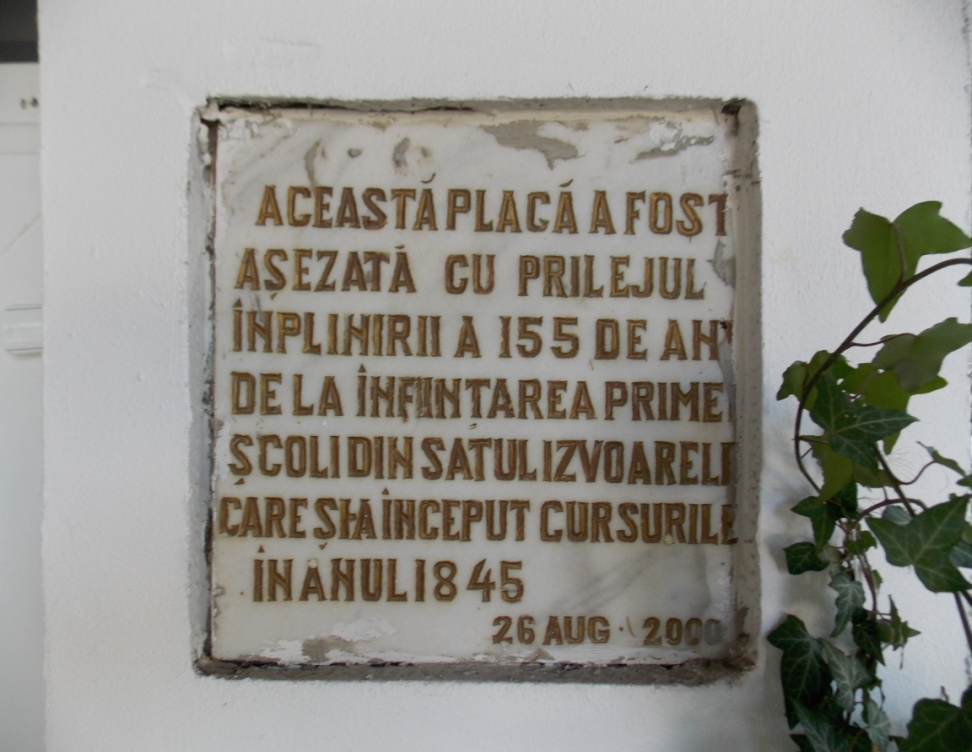 ACEASTĂ PLACĂ A FOST
AȘEZATĂ CU PRILEJUL
ÎNPLINIRII A 155 DE ANI
DE LA ÎNFIINȚAREA PRIMEI
ȘCOLI DIN SATUL IZVOARELE
CARE ȘI-A ÎNCEPUT CURSURILE
ÎN ANUL 1845
26 AUG. 2000